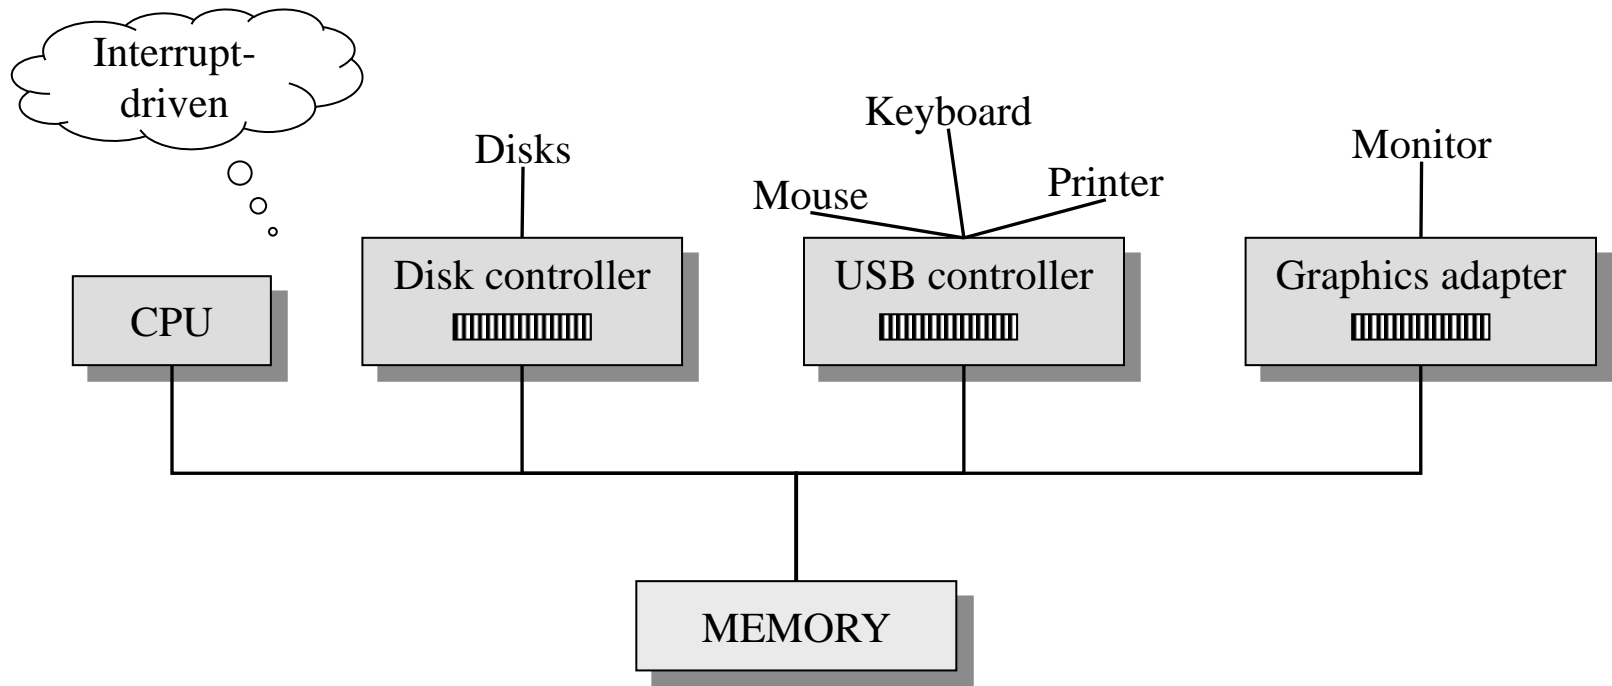 Interrupt-
driven
Disks
Keyboard
Mouse
Printer
Monitor
CPU
Disk controller
USB controller
Graphics adapter
MEMORY